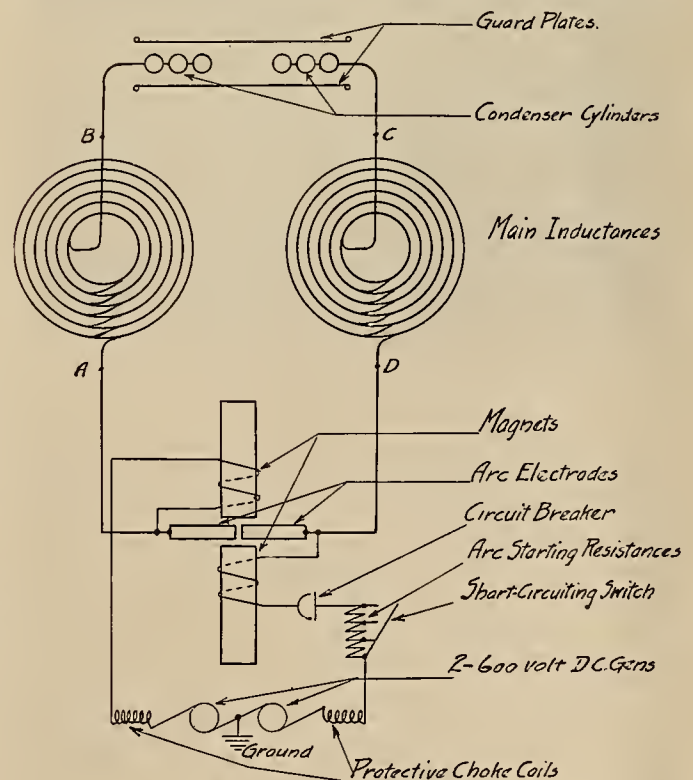 Guard Plates.
Condenser Cylinders
B
C
Main Inductances
A
D
Magnets
Arc Electrodes
Circuit Breaker
Arc Starting Resistances
Short-Circuiting Switch
2-600 volt D.C. Gens
Ground
Protective Choke Coils